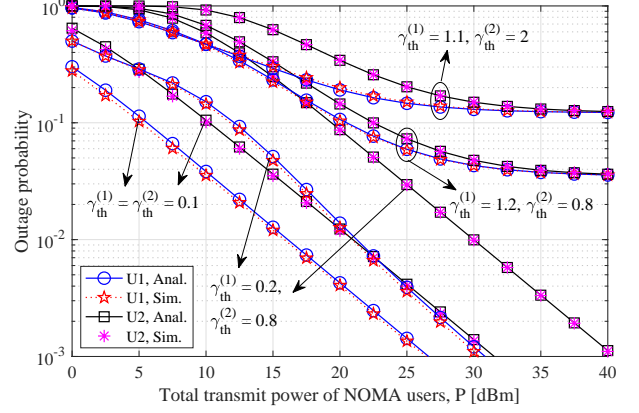 10^0
10^{-1}
10^{-2}
10^{-3}
Outage probability
γ_th^(1) = 1.1, γ_th^(2) = 2
γ_th^(1) = γ_th^(2) = 0.1
γ_th^(1) = 1.2, γ_th^(2) = 0.8
γ_th^(1) = 0.2,
γ_th^(2) = 0.8
U1, Anal.
U1, Sim.
U2, Anal.
U2, Sim.
0 5 10 15 20 25 30 35 40
Total transmit power of NOMA users, P [dBm]